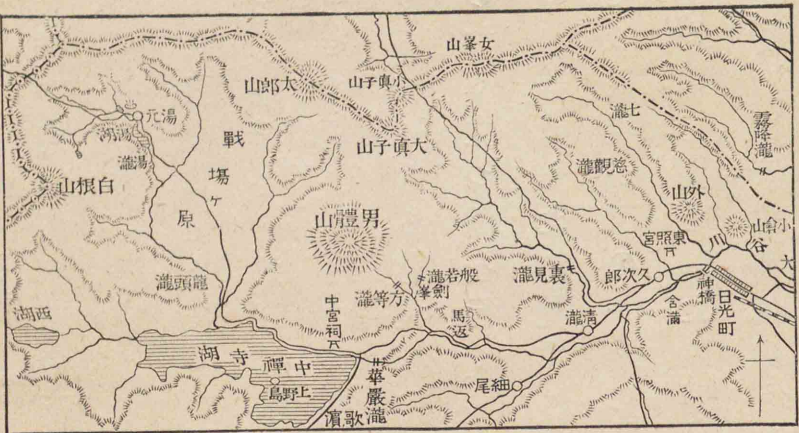 女峯山
小眞子山
太郎山
大眞子山
七瀧
霧降瀧
慈觀瀧
外山
小倉山
湯元
湯湖
湯瀧
戰場ヶ原
白根山
男體山
東照宮
大谷川
久次郎
神橋
日光町
含滿
裏見瀧
般若瀧
劍峯
方等瀧
馬返
清瀧
細尾
龍頭瀧
中宮祠
西湖
中禪寺湖
上野島
華嚴瀧
歌濱